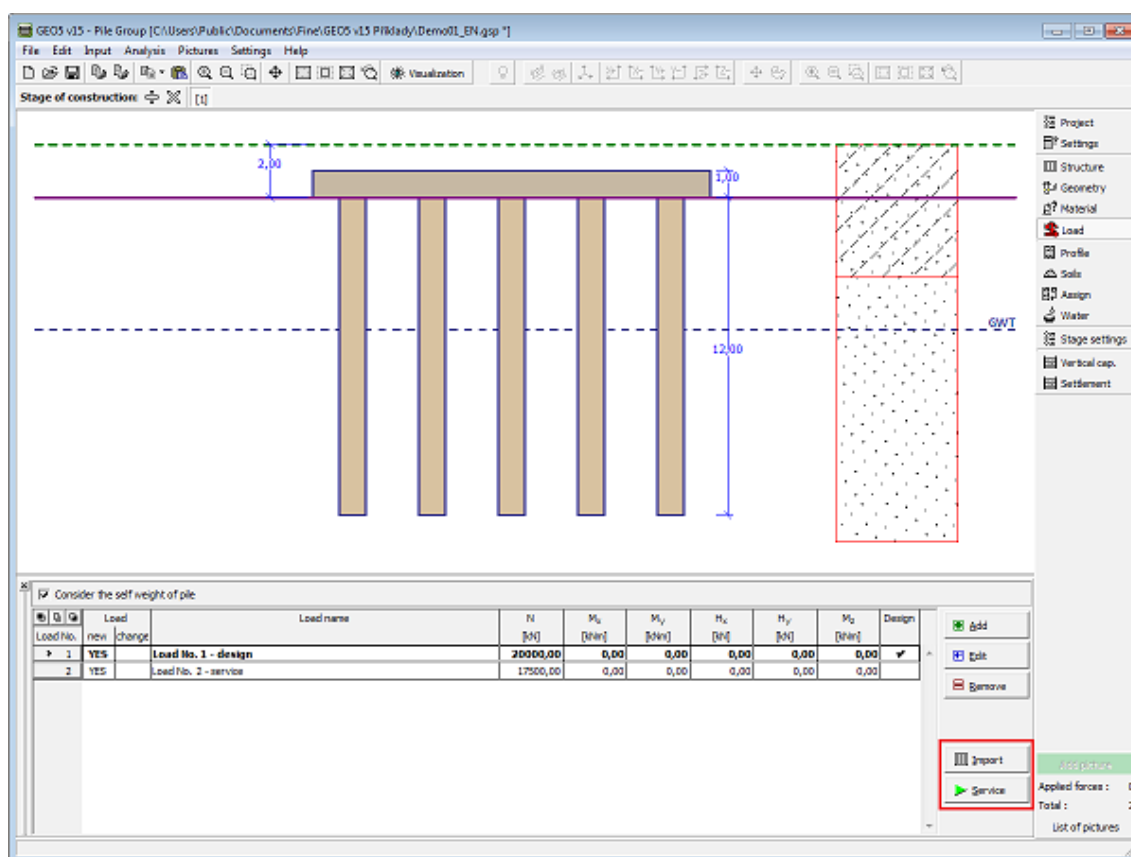 GEO5 v15 - Pile Group [C:\Users\Public\Documents\Fine\GEO5 v15 Příklady\Demo01_EN.gsp *]
File Edit Input Analysis Pictures Settings Help
Visualization
Stage of construction: [1]
2,00
1,00
12,00
GWT
Project
Settings
Structure
Geometry
Material
Load
Profile
Soils
Assign
Water
Stage settings
Vertical cap.
Settlement
Consider the self weight of pile
Load No. Load new change Load name N [kN] Mx [kNm] My [kNm] Hx [kN] Hy [kN] Mz [kNm] Design
1 YES Load No. 1 - design 20000,00 0,00 0,00 0,00 0,00 0,00
2 YES Load No. 2 - service 17500,00 0,00 0,00 0,00 0,00 0,00
Add
Edit
Remove
Import
Service
Add picture
Applied forces :
Total :
List of pictures